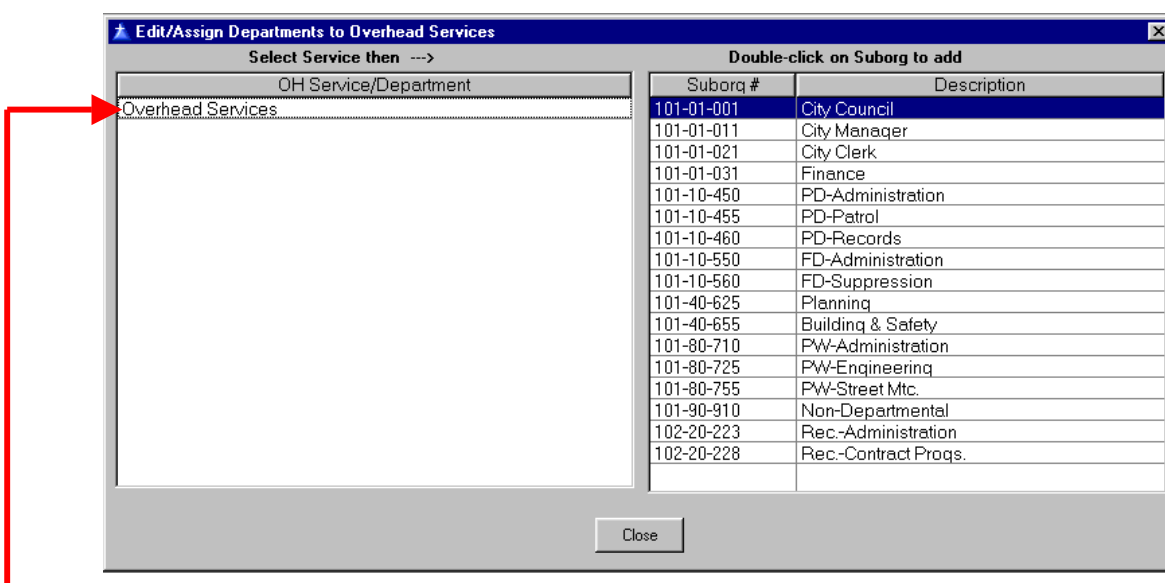 Edit/Assign Departments to Overhead Services
Select Service then ---> Double-click on Suborg to add
OH Service/Department Suborg # Description
Overhead Services 101-01-001 City Council
101-01-011 City Manager
101-01-021 City Clerk
101-01-031 Finance
101-10-450 PD-Administration
101-10-455 PD-Patrol
101-10-460 PD-Records
101-10-550 FD-Administration
101-10-560 FD-Suppression
101-40-625 Planning
101-40-655 Building & Safety
101-80-710 PW-Administration
101-80-725 PW-Engineering
101-80-755 PW-Street Mtc.
101-90-910 Non-Departmental
102-20-223 Rec.-Administration
102-20-228 Rec.-Contract Progs.
Close